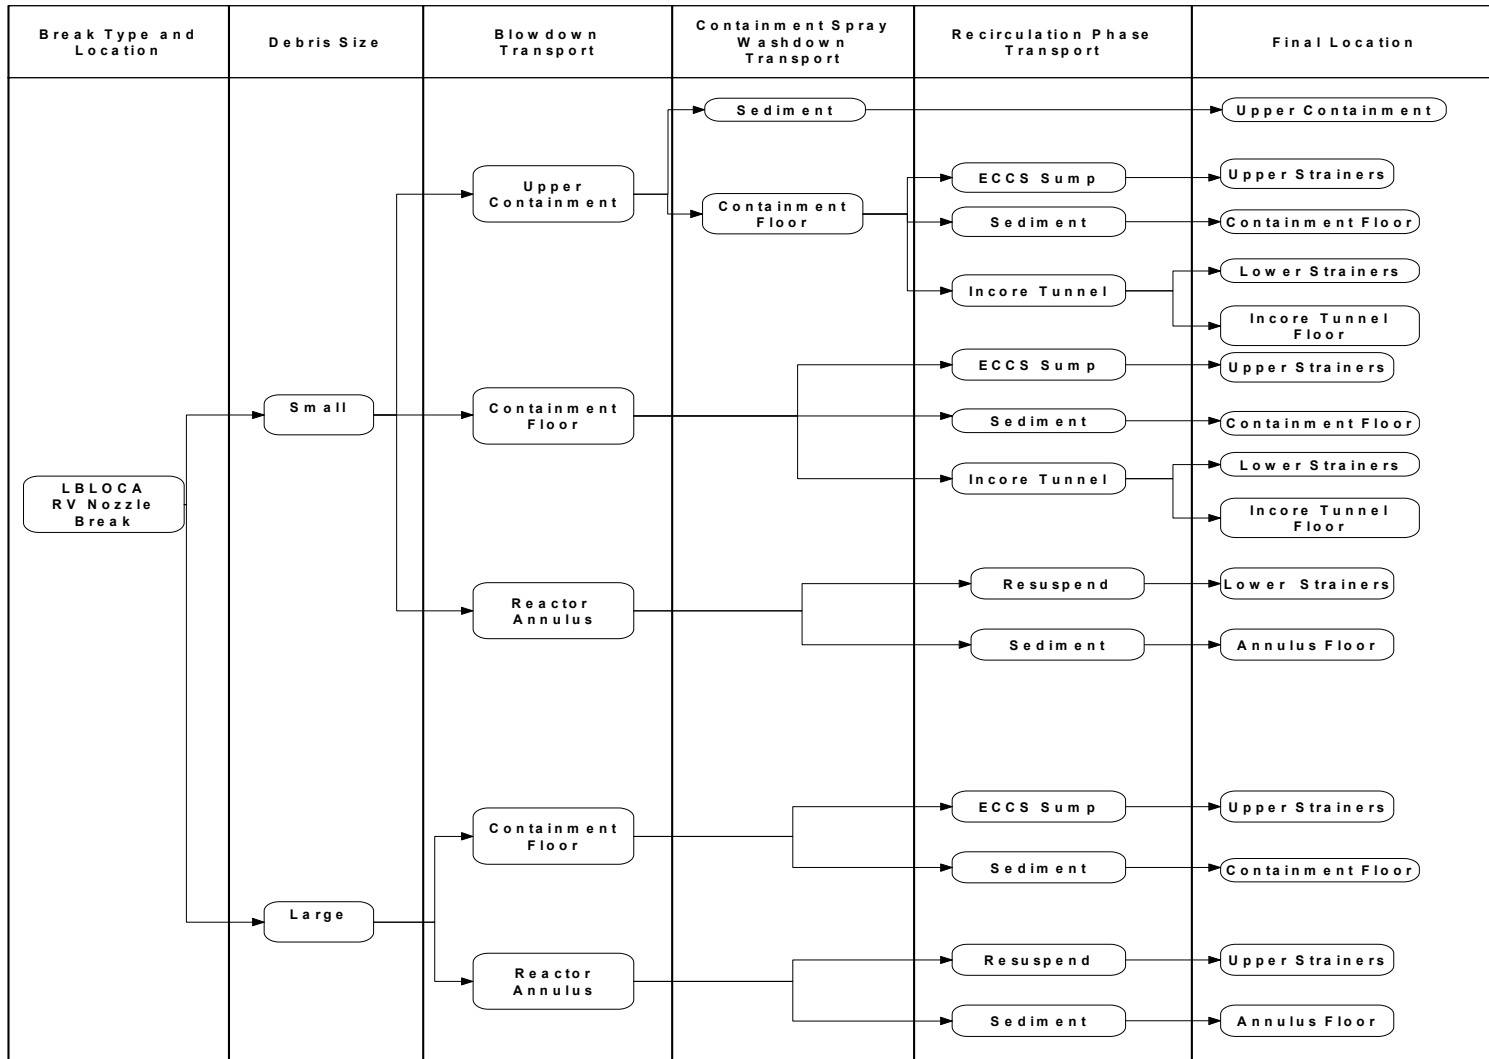 Break Type and
Location
Debris Size
Blowdown
Transport
Containment Spray
Washdown
Transport
Recirculation Phase
Transport
Final Location
Sediment
Upper Containment
Upper
Containment
Containment
Floor
ECCS Sump
Upper Strainers
Sediment
Containment Floor
Incore Tunnel
Lower Strainers
Incore Tunnel
Floor
Small
Containment
Floor
ECCS Sump
Upper Strainers
Sediment
Containment Floor
Incore Tunnel
Lower Strainers
Incore Tunnel
Floor
LBLOCA
RV Nozzle
Break
Reactor
Annulus
Resuspend
Lower Strainers
Sediment
Annulus Floor
Containment
Floor
ECCS Sump
Upper Strainers
Sediment
Containment Floor
Large
Reactor
Annulus
Resuspend
Upper Strainers
Sediment
Annulus Floor